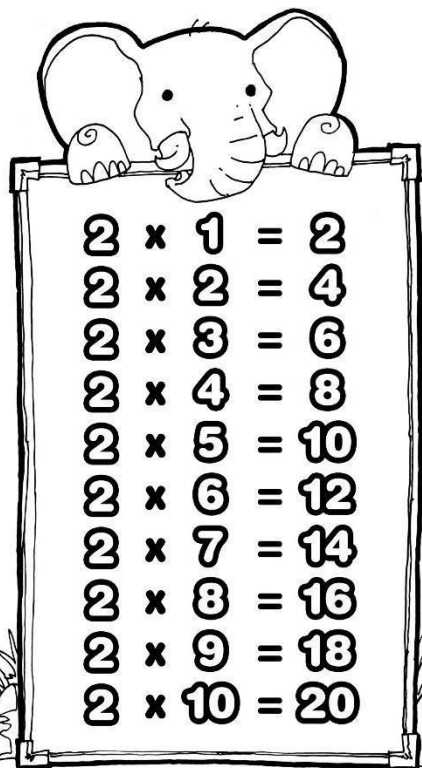 2 x 1 = 2
2 x 2 = 4
2 x 3 = 6
2 x 4 = 8
2 x 5 = 10
2 x 6 = 12
2 x 7 = 14
2 x 8 = 16
2 x 9 = 18
2 x 10 = 20